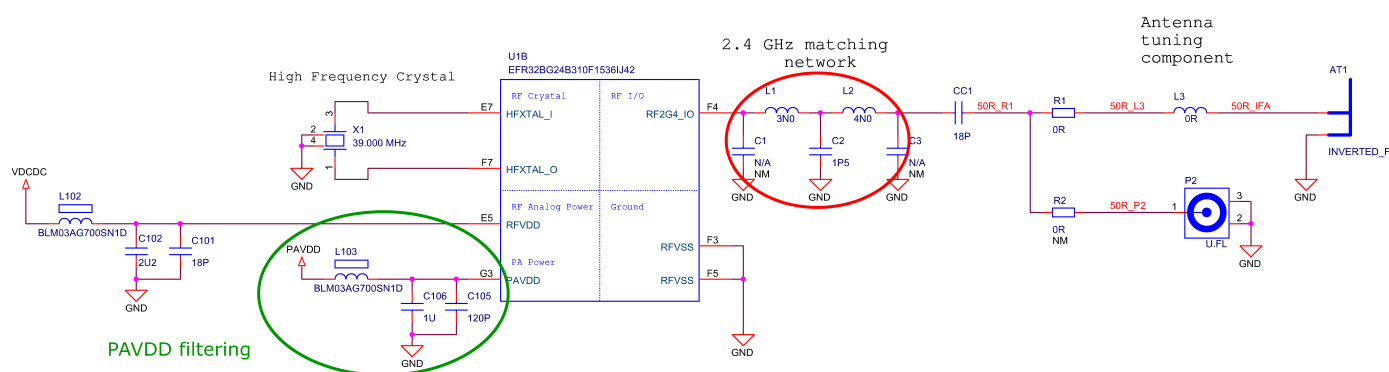 Antenna
tuning
component
2.4 GHz matching
network
High Frequency Crystal
U1B
EFR32BG24B310F1536IJ42
AT1
RF Crystal
RF I/O
L1
L2
CC1
R1
L3
E7
HFXTAL_I
RF2G4_IO
F4
3N0
4N0
50R_R1
50R_L3
50R_IFA
3
2
4
1
X1
39.000 MHz
18P
0R
0R
C1
C2
C3
N/A
NM
1P5
N/A
NM
INVERTED_F
GND
F7
HFXTAL_O
GND
GND
GND
GND
VDCDC
L102
BLM03AG700SN1D
E5
RF Analog Power
RFVDD
Ground
R2
0R
NM
50R_P2
P2
1
3
2
U.FL
GND
C102
2U2
C101
18P
GND
PAVDD
L103
BLM03AG700SN1D
G3
PA Power
PAVDD
RFVSS
F3
RFVSS
F5
C106
1U
C105
120P
GND
GND
PAVDD filtering